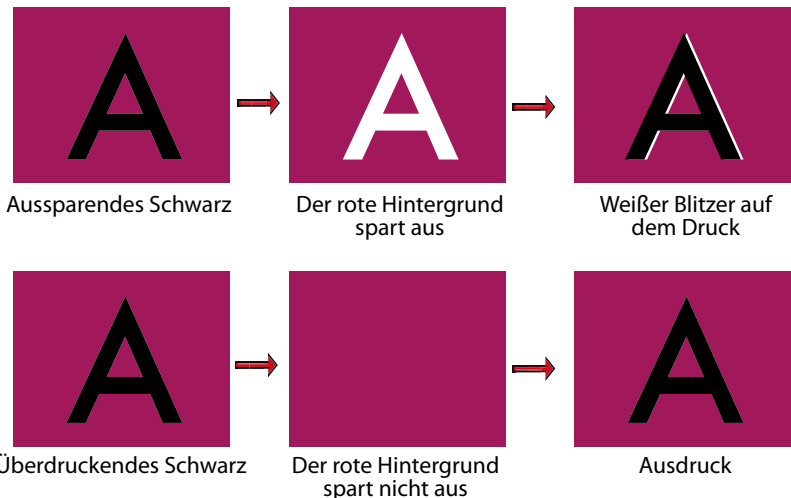 A
A
A
Aussparendes Schwarz
Der rote Hintergrund
spart aus
Weißer Blitzer auf
dem Druck
A
A
Überdruckendes Schwarz
Der rote Hintergrund
spart nicht aus
Ausdruck